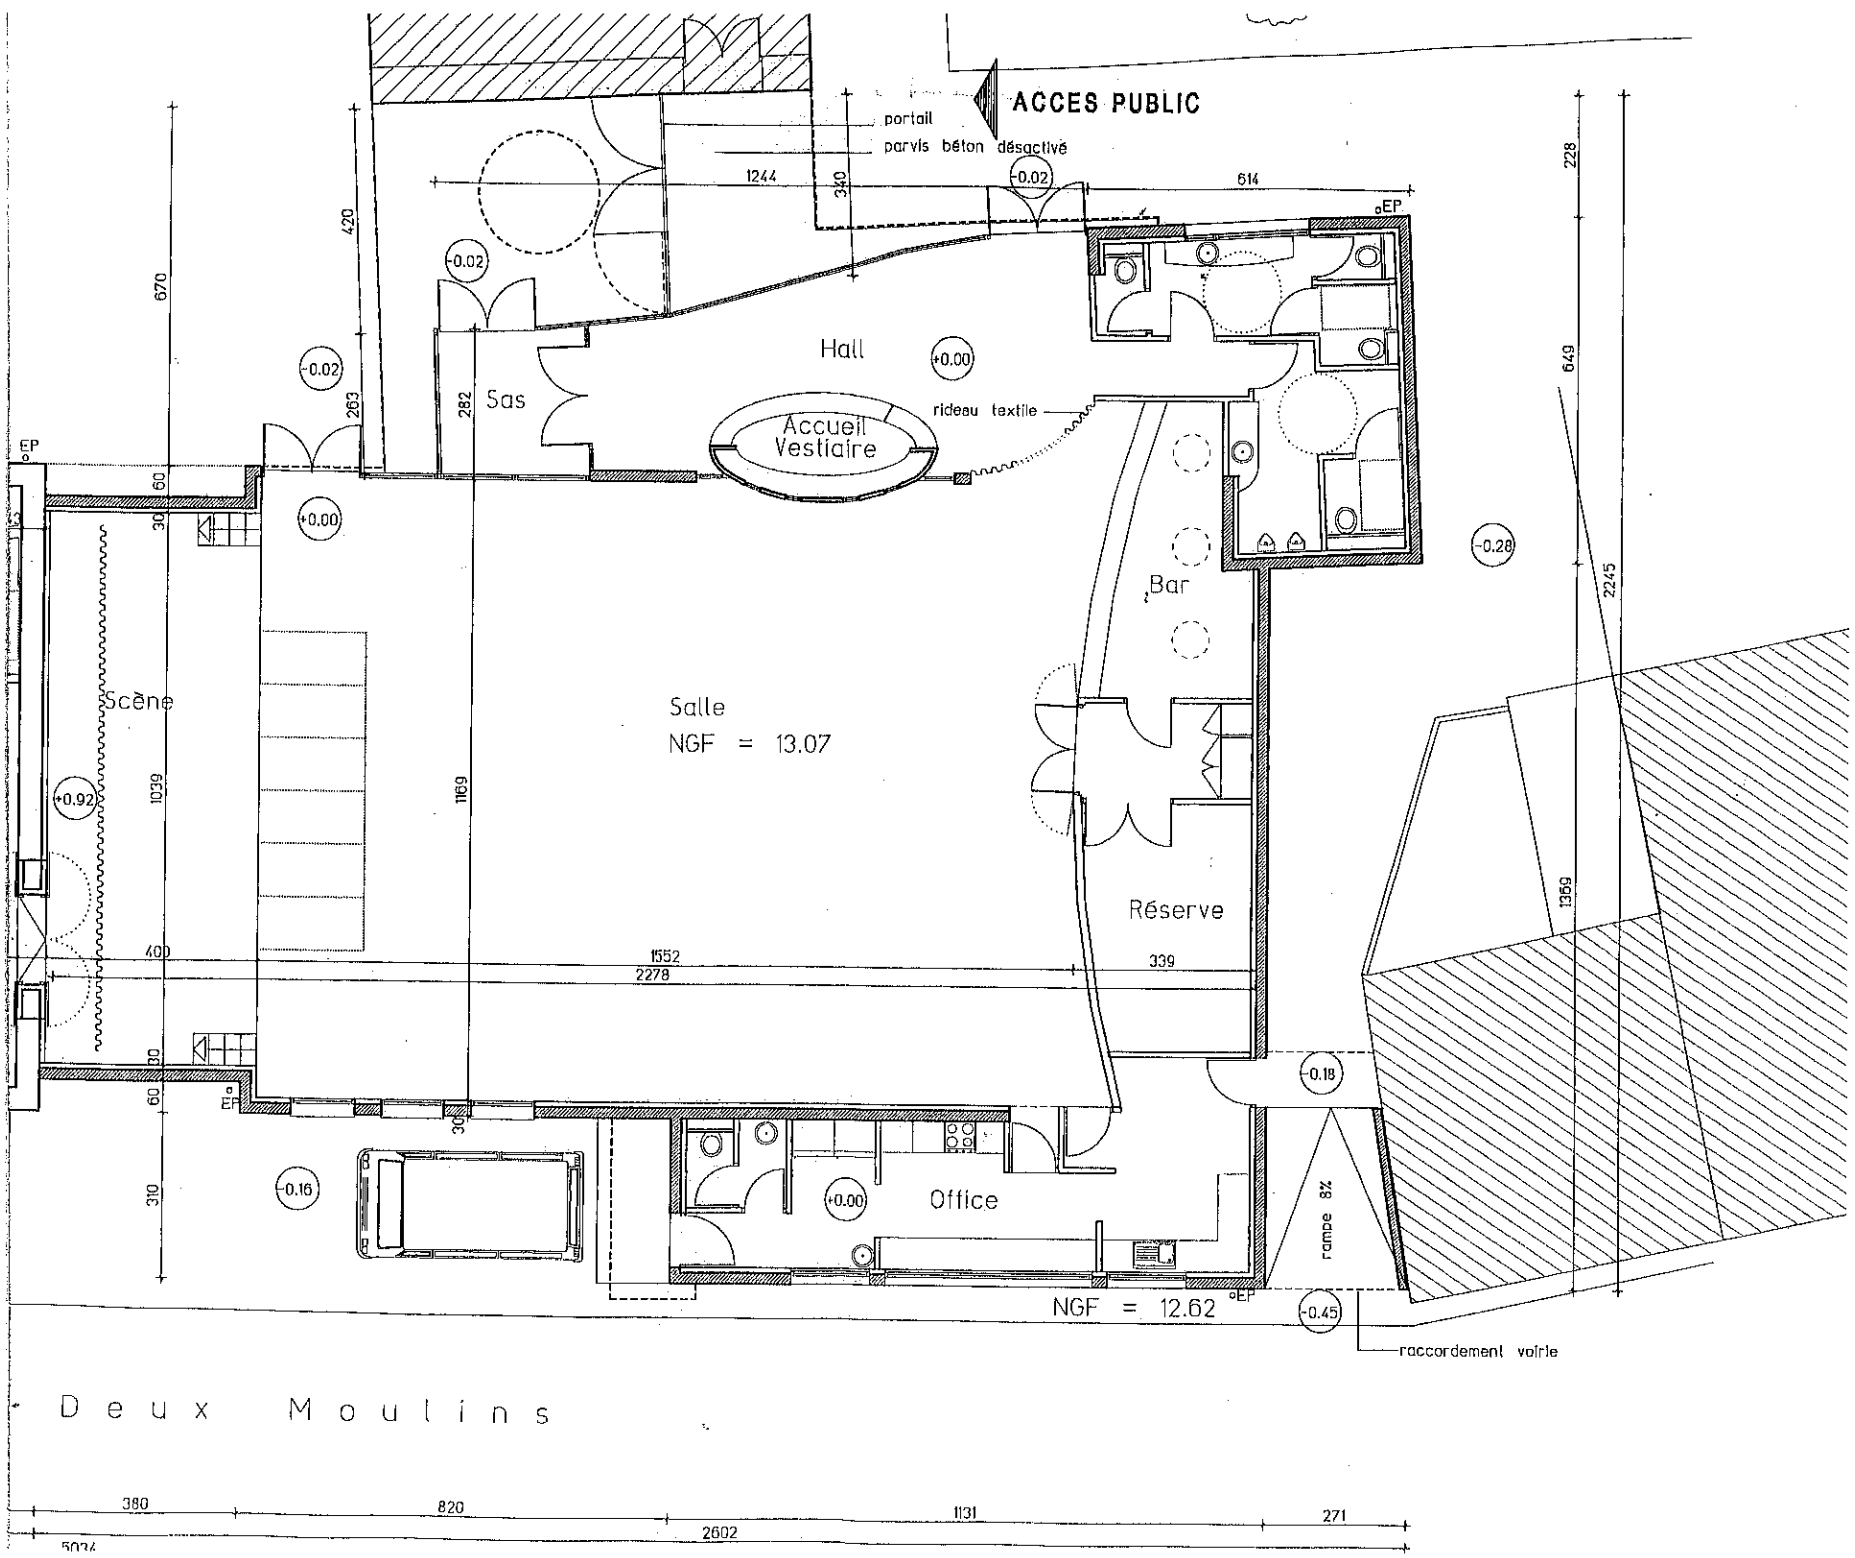 ACCES PUBLIC
portail
parvis béton désactivé
-0.02
1244
614
340
228
EP
420
670
-0.02
Hall
+0.00
-0.02
263
282
Sas
649
rideau textile
Accueil
Vestiaire
EP
60
30
+0.00
-0.28
2245
Bar
Scène
Salle
NGF = 13.07
+0.92
1039
1169
1369
Réserve
400
1552
339
2278
30
60
EP
30
-0.18
-0.16
310
+0.00
Office
rampe 8%
EP
NGF = 12.62
-0.45
raccordement voirie
Deux Moulins
380
820
1131
271
2602
5034